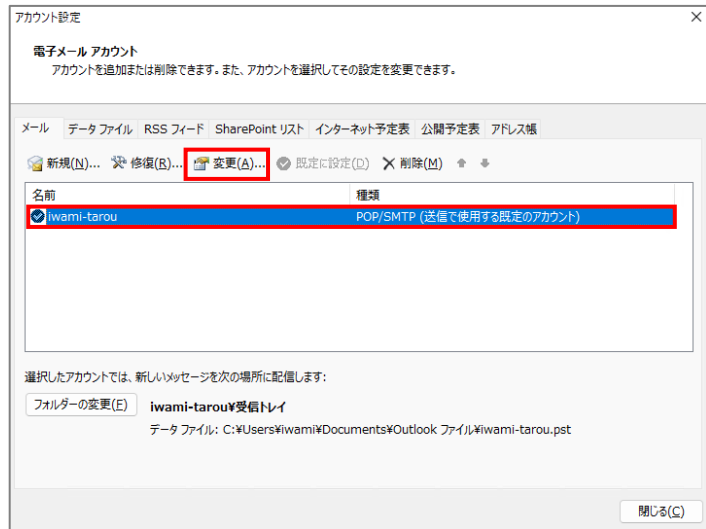 アカウント設定
電子メール アカウント
アカウントを追加または削除できます。また、アカウントを選択してその設定を変更できます。
メール データ ファイル RSS フィード SharePoint リスト インターネット予定表 公開予定表 アドレス帳
新規(N)... 修復(R)... 変更(A)... 既定に設定(D) 削除(M)
名前 種類
iwami-tarou POP/SMTP (送信で使用する既定のアカウント)
選択したアカウントでは、新しいメッセージを次の場所に配信します:
フォルダーの変更(F) iwami-tarou¥受信トレイ
データ ファイル: C:¥Users¥iwami¥Documents¥Outlook ファイル¥iwami-tarou.pst
閉じる(C)